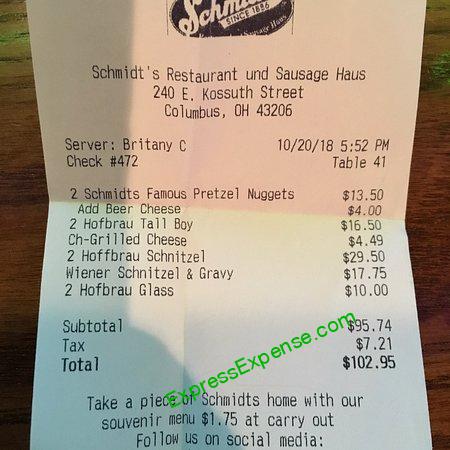 Schmidt's
SINCE 1886
Sausage Haus
Schmidt's Restaurant und Sausage Haus
240 E. Kossuth Street
Columbus, OH 43206
Server: Britany C 10/20/18 5:52 PM
Check #472 Table 41
2 Schmidts Famous Pretzel Nuggets $13.50
Add Beer Cheese $4.00
2 Hofbrau Tall Boy $16.50
Ch-Grilled Cheese $4.49
2 Hoffbrau Schnitzel $29.50
Wiener Schnitzel & Gravy $17.75
2 Hofbrau Glass $10.00
Subtotal $95.74
Tax $7.21
Total $102.95
ExpressExpense.com
Take a piece of Schmidts home with our
souvenir menu $1.75 at carry out
Follow us on social media: